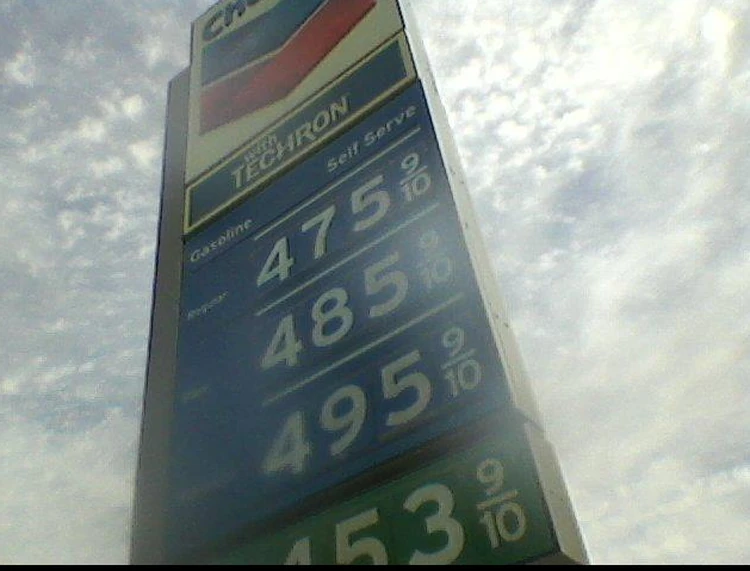 with
TECHRON
Gasoline Self Serve
Regular 475 9/10
485 9/10
495 9/10
453 9/10